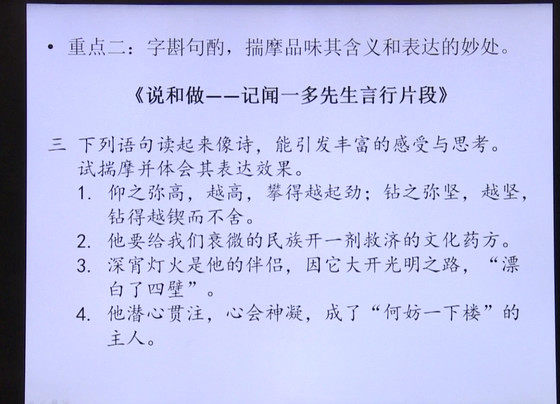 • 重点二：字斟句酌，揣摩品味其含义和表达的妙处。
《说和做——记闻一多先生言行片段》
三 下列语句读起来像诗，能引发丰富的感受与思考。
试揣摩并体会其表达效果。
1. 仰之弥高，越高，攀得越起劲；钻之弥坚，越坚，
钻得越锲而不舍。
2. 他要给我们衰微的民族开一剂救济的文化药方。
3. 深宵灯火是他的伴侣，因它大开光明之路，“漂
白了四壁”。
4. 他潜心贯注，心会神凝，成了“何妨一下楼”的
主人。